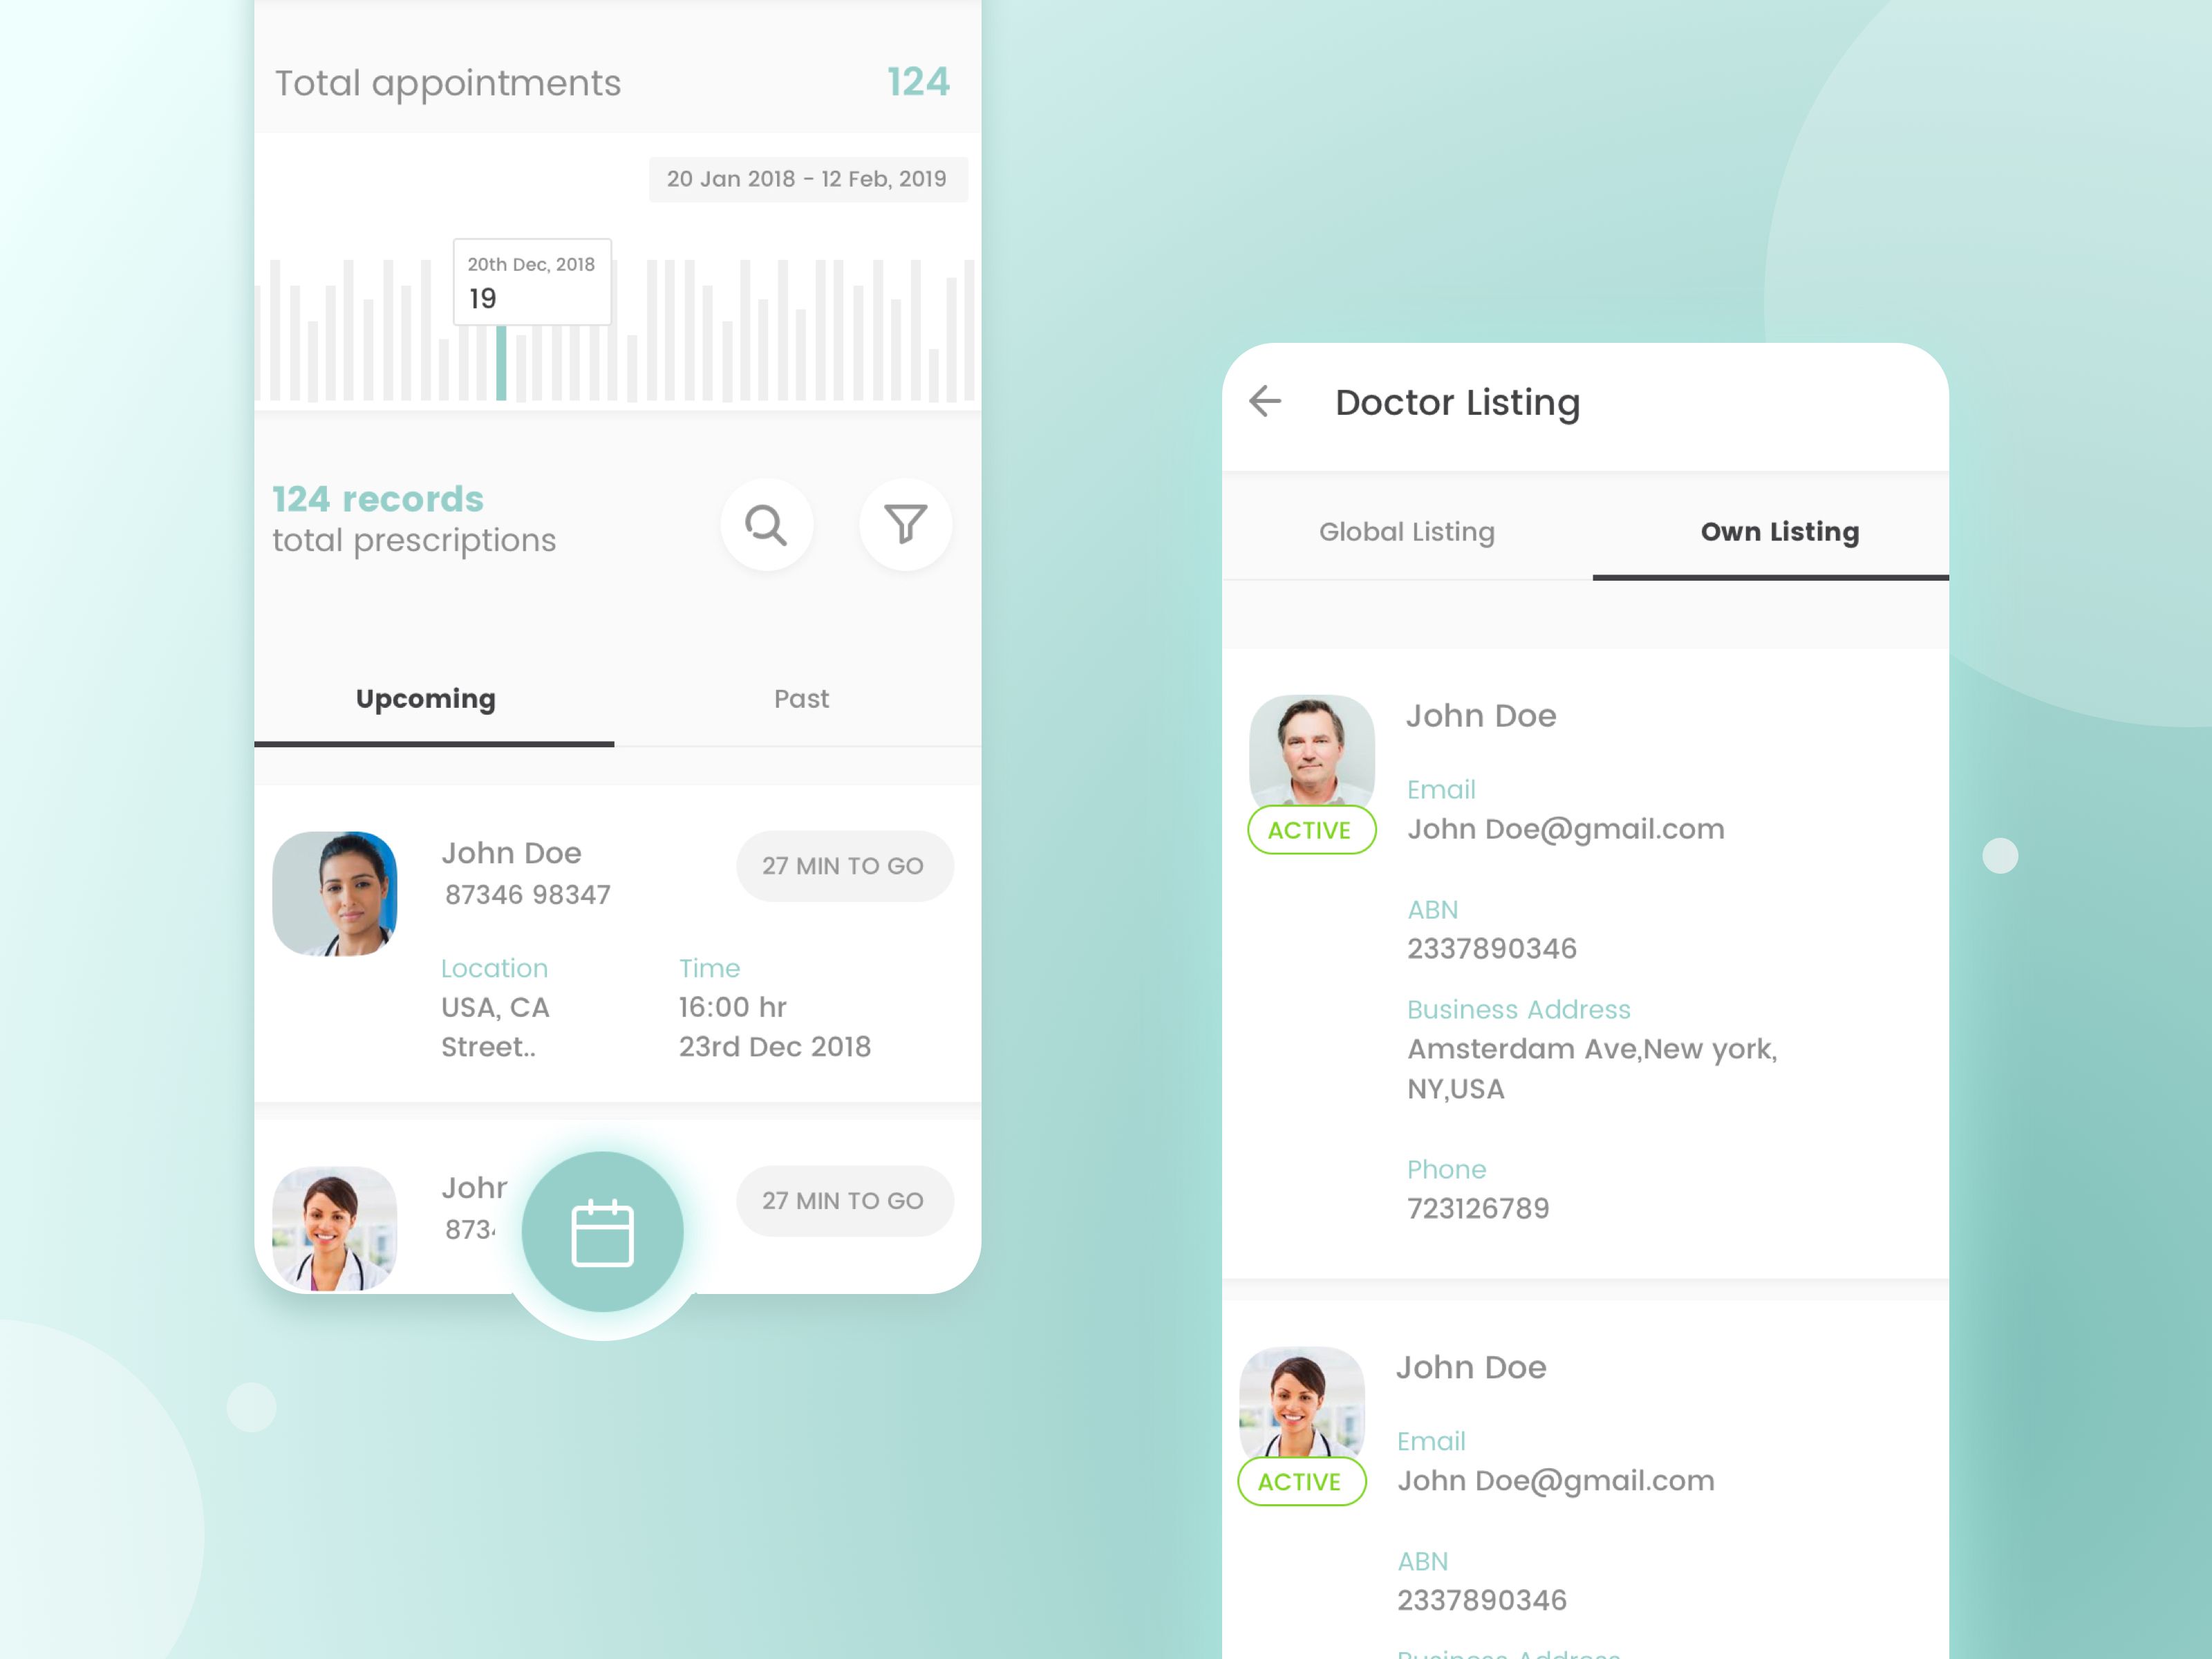 Total appointments 124
20 Jan 2018 - 12 Feb, 2019
20th Dec, 2018
19
124 records
total prescriptions
Upcoming Past
John Doe
87346 98347
27 MIN TO GO
Location Time
USA, CA 16:00 hr
Street.. 23rd Dec 2018
27 MIN TO GO
Doctor Listing
Global Listing Own Listing
John Doe
Email
ACTIVE
John Doe@gmail.com
ABN
2337890346
Business Address
Amsterdam Ave,New york,
NY,USA
Phone
723126789
John Doe
Email
ACTIVE
John Doe@gmail.com
ABN
2337890346